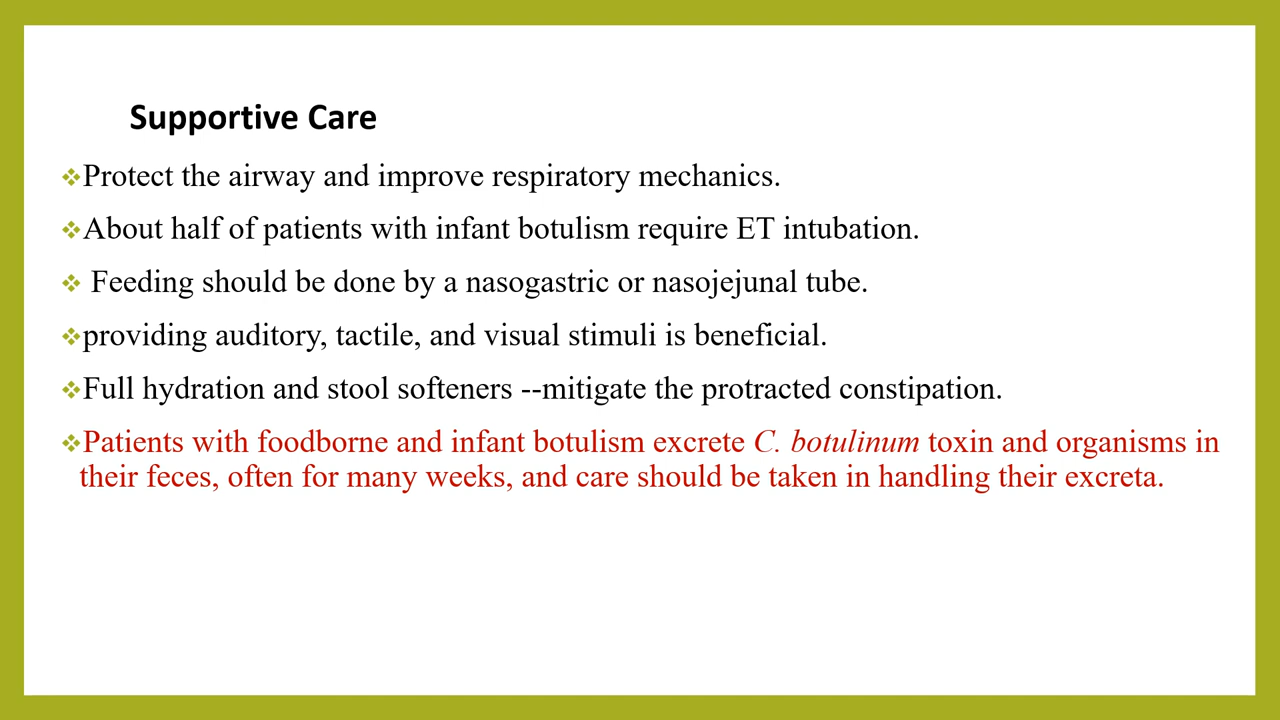 Supportive Care
❖Protect the airway and improve respiratory mechanics.
❖About half of patients with infant botulism require ET intubation.
❖ Feeding should be done by a nasogastric or nasojejunal tube.
❖providing auditory, tactile, and visual stimuli is beneficial.
❖Full hydration and stool softeners --mitigate the protracted constipation.
❖Patients with foodborne and infant botulism excrete C. botulinum toxin and organisms in
their feces, often for many weeks, and care should be taken in handling their excreta.